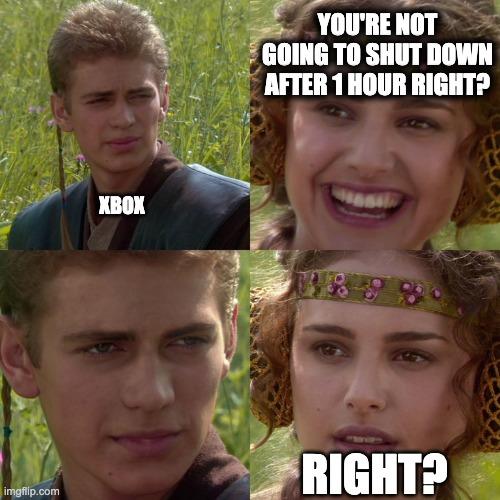 YOU'RE NOT
GOING TO SHUT DOWN
AFTER 1 HOUR RIGHT?
XBOX
RIGHT?
imgflip.com